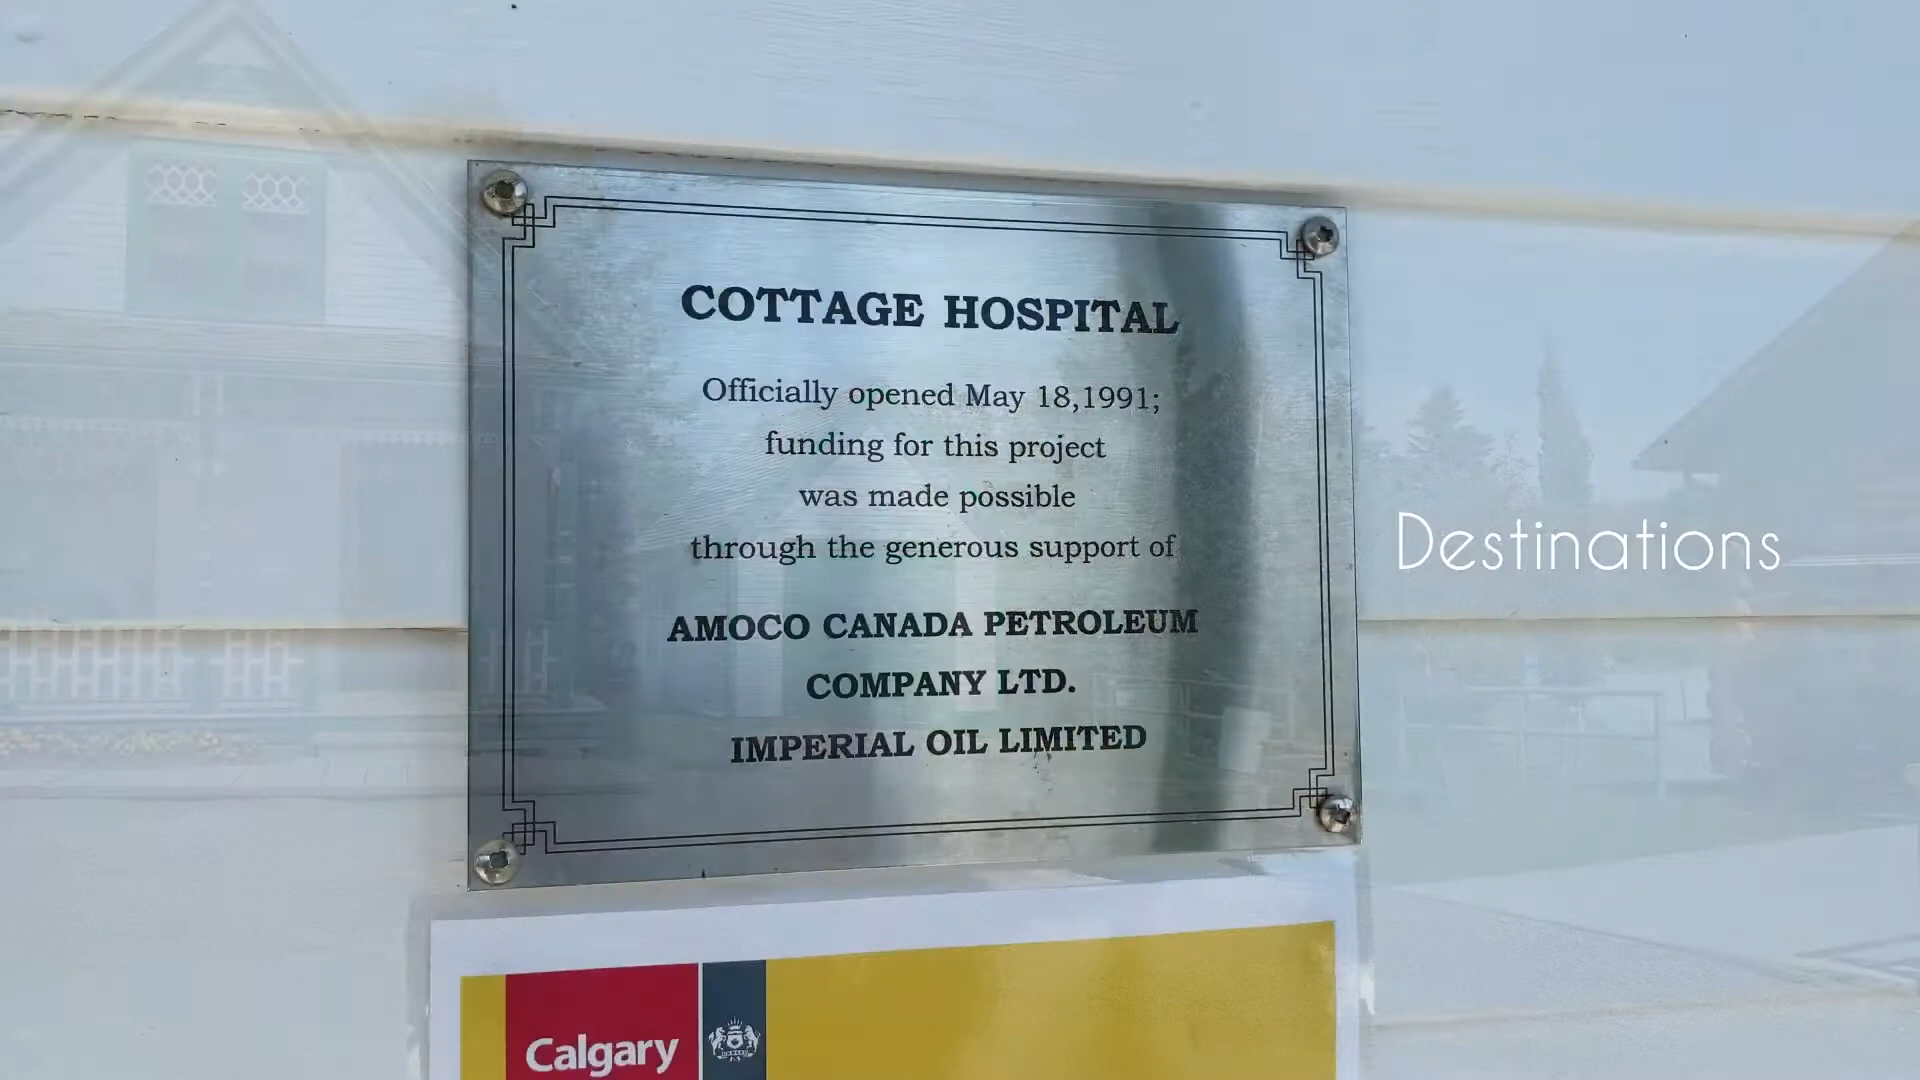 COTTAGE HOSPITAL
Officially opened May 18,1991;
funding for this project
was made possible
through the generous support of
AMOCO CANADA PETROLEUM
COMPANY LTD.
IMPERIAL OIL LIMITED
Destinations
Calgary